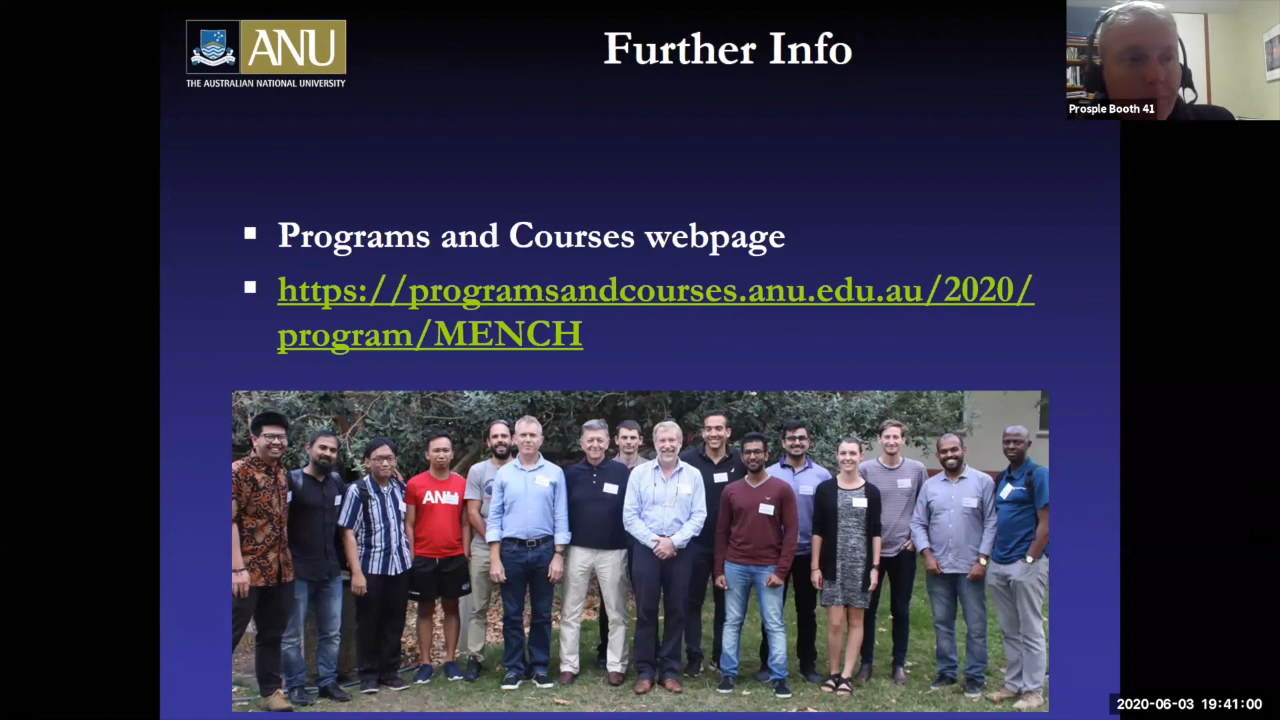 ANU
THE AUSTRALIAN NATIONAL UNIVERSITY
Further Info
Prosple Booth 41
Programs and Courses webpage
https://programsandcourses.anu.edu.au/2020/
program/MENCH
ANU
2020-06-03 19:41:00